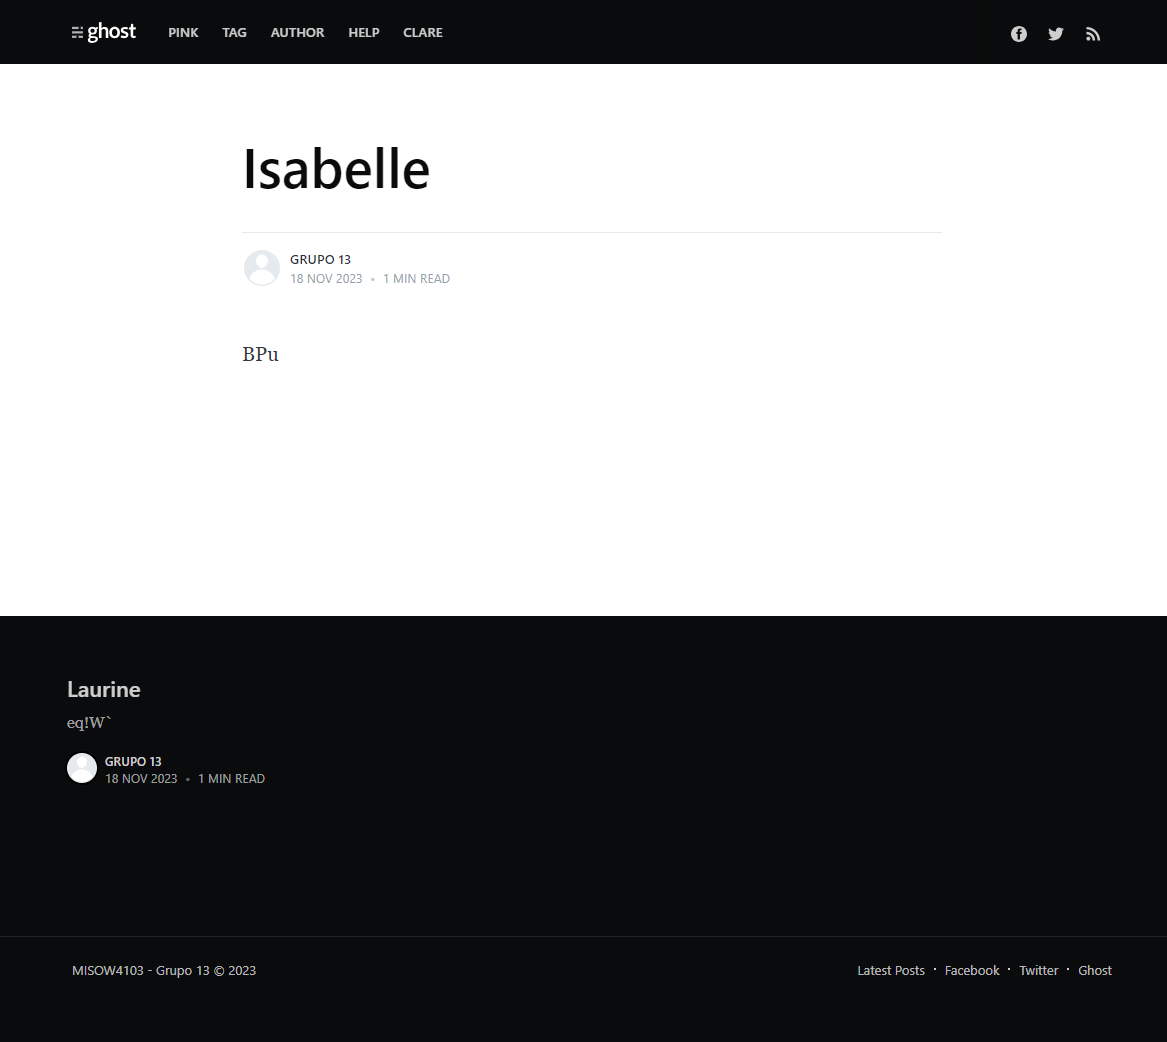 ghost PINK TAG AUTHOR HELP CLARE
Isabelle
GRUPO 13
18 NOV 2023 • 1 MIN READ
BPu
Laurine
eq!W`
GRUPO 13
18 NOV 2023 • 1 MIN READ
MISOW4103 - Grupo 13 © 2023 Latest Posts · Facebook · Twitter · Ghost